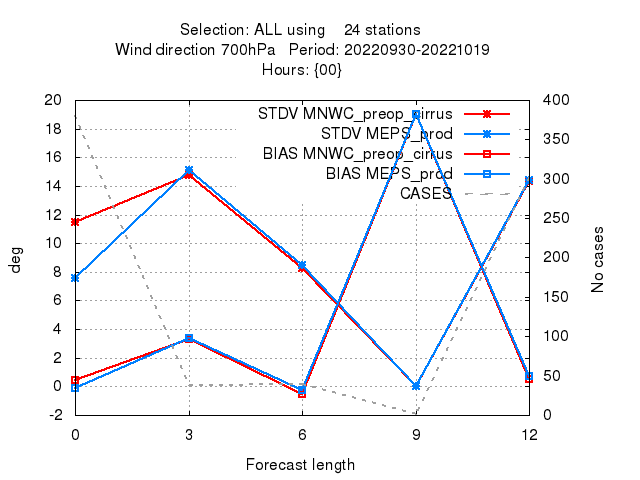 Selection: ALL using 24 stations
Wind direction 700hPa Period: 20220930-20221019
Hours: {00}
STDV MNWC_preop_cirrus
STDV MEPS_prod
BIAS MNWC_preop_cirrus
BIAS MEPS_prod
CASES
20
18
16
14
12
10
8
6
4
2
0
-2
deg
400
350
300
250
200
150
100
50
0
No cases
0 3 6 9 12
Forecast length